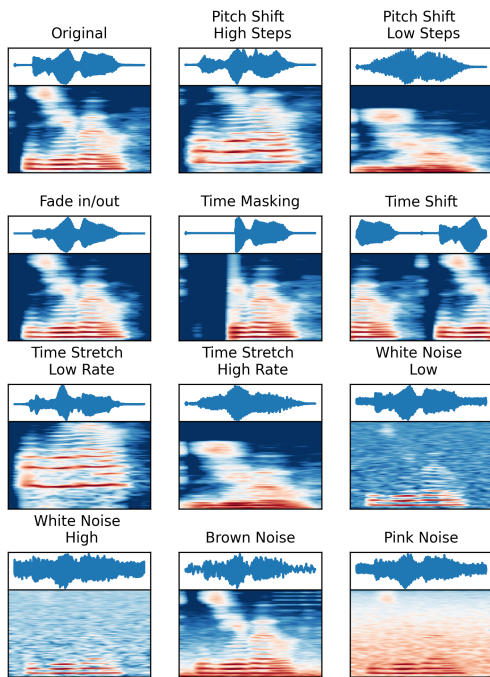 Original
Pitch Shift
High Steps
Pitch Shift
Low Steps
Fade in/out
Time Masking
Time Shift
Time Stretch
Low Rate
Time Stretch
High Rate
White Noise
Low
White Noise
High
Brown Noise
Pink Noise